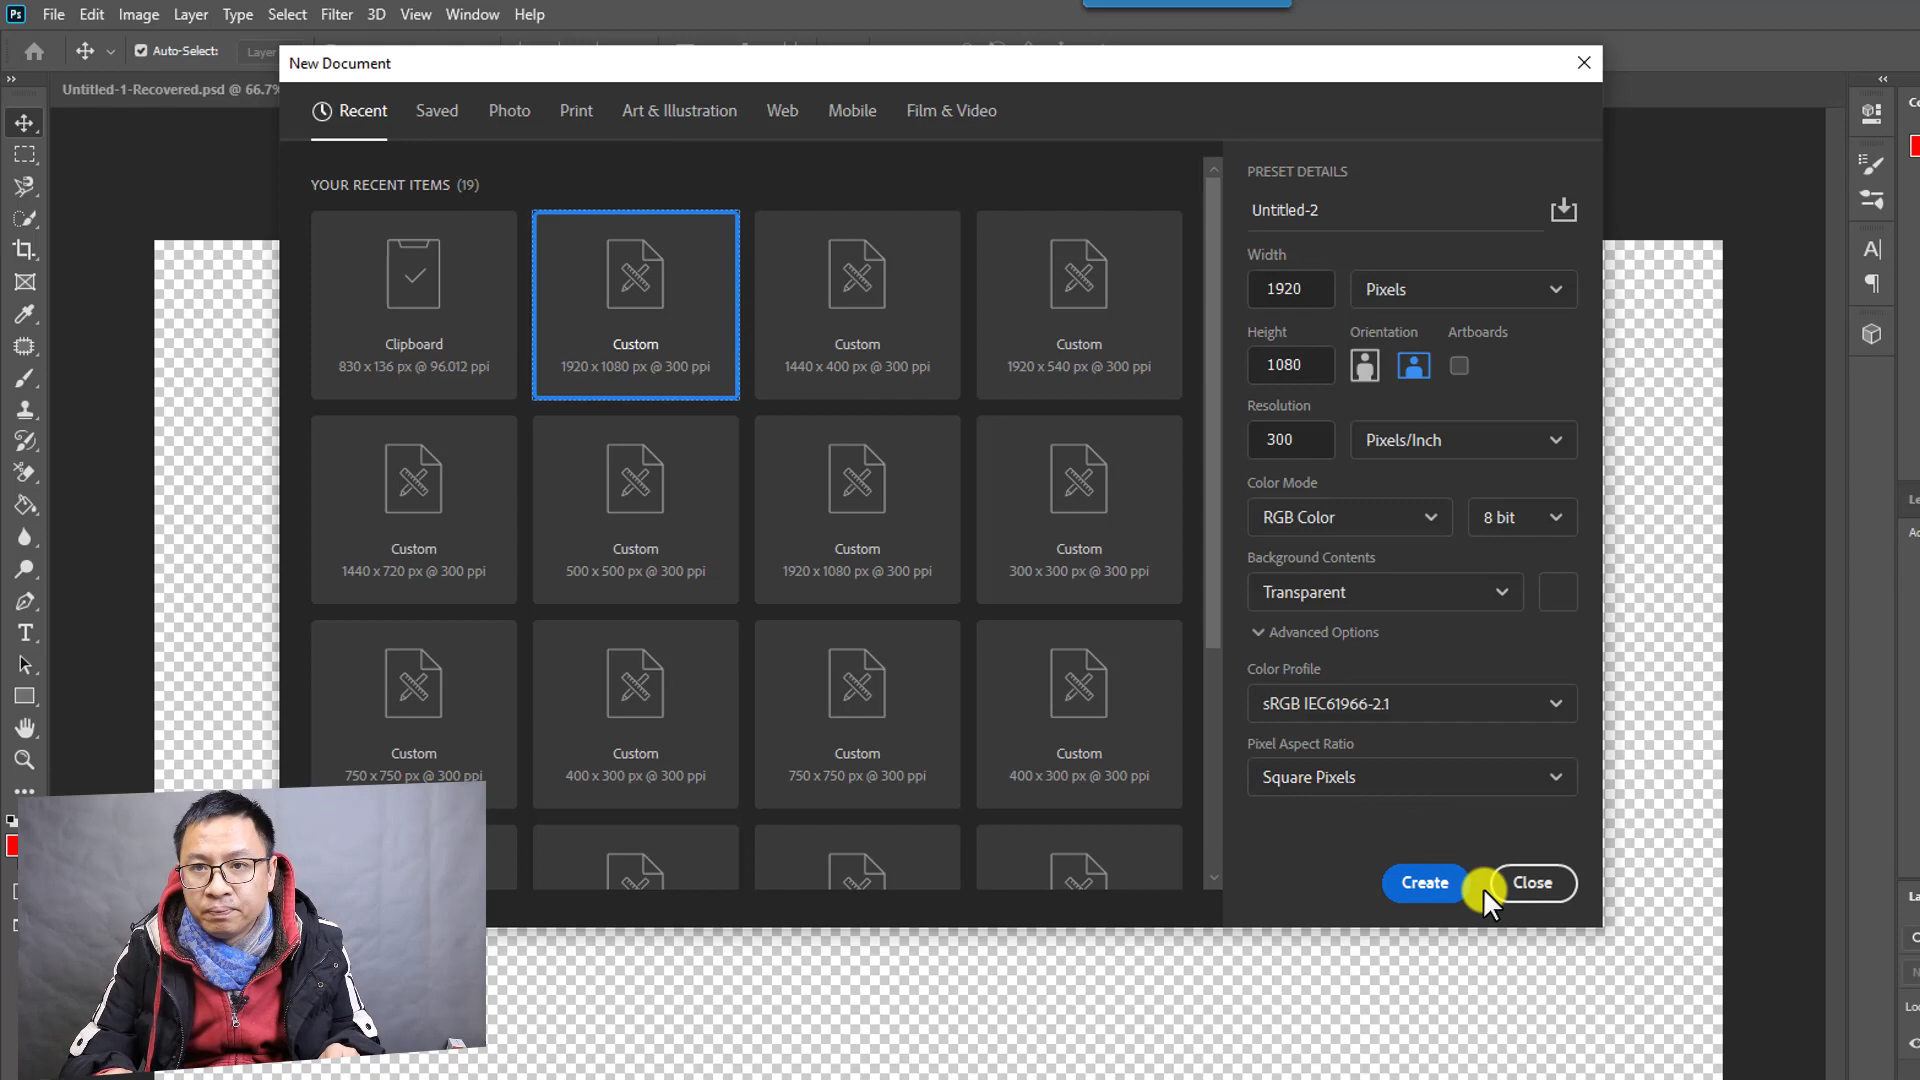 Ps File Edit Image Layer Type Select Filter 3D View Window Help
Auto-Select: Layer
Untitled-1-Recovered.psd @ 66.7%
New Document
Recent Saved Photo Print Art & Illustration Web Mobile Film & Video
YOUR RECENT ITEMS (19)
Clipboard
830 x 136 px @ 96.012 ppi
Custom
1920 x 1080 px @ 300 ppi
Custom
1440 x 400 px @ 300 ppi
Custom
1920 x 540 px @ 300 ppi
Custom
1440 x 720 px @ 300 ppi
Custom
500 x 500 px @ 300 ppi
Custom
1920 x 1080 px @ 300 ppi
Custom
300 x 300 px @ 300 ppi
Custom
750 x 750 px @ 300 ppi
Custom
400 x 300 px @ 300 ppi
Custom
750 x 750 px @ 300 ppi
Custom
400 x 300 px @ 300 ppi
PRESET DETAILS
Untitled-2
Width
1920 Pixels
Height Orientation Artboards
1080
Resolution
300 Pixels/Inch
Color Mode
RGB Color 8 bit
Background Contents
Transparent
Advanced Options
Color Profile
sRGB IEC61966-2.1
Pixel Aspect Ratio
Square Pixels
Create Close